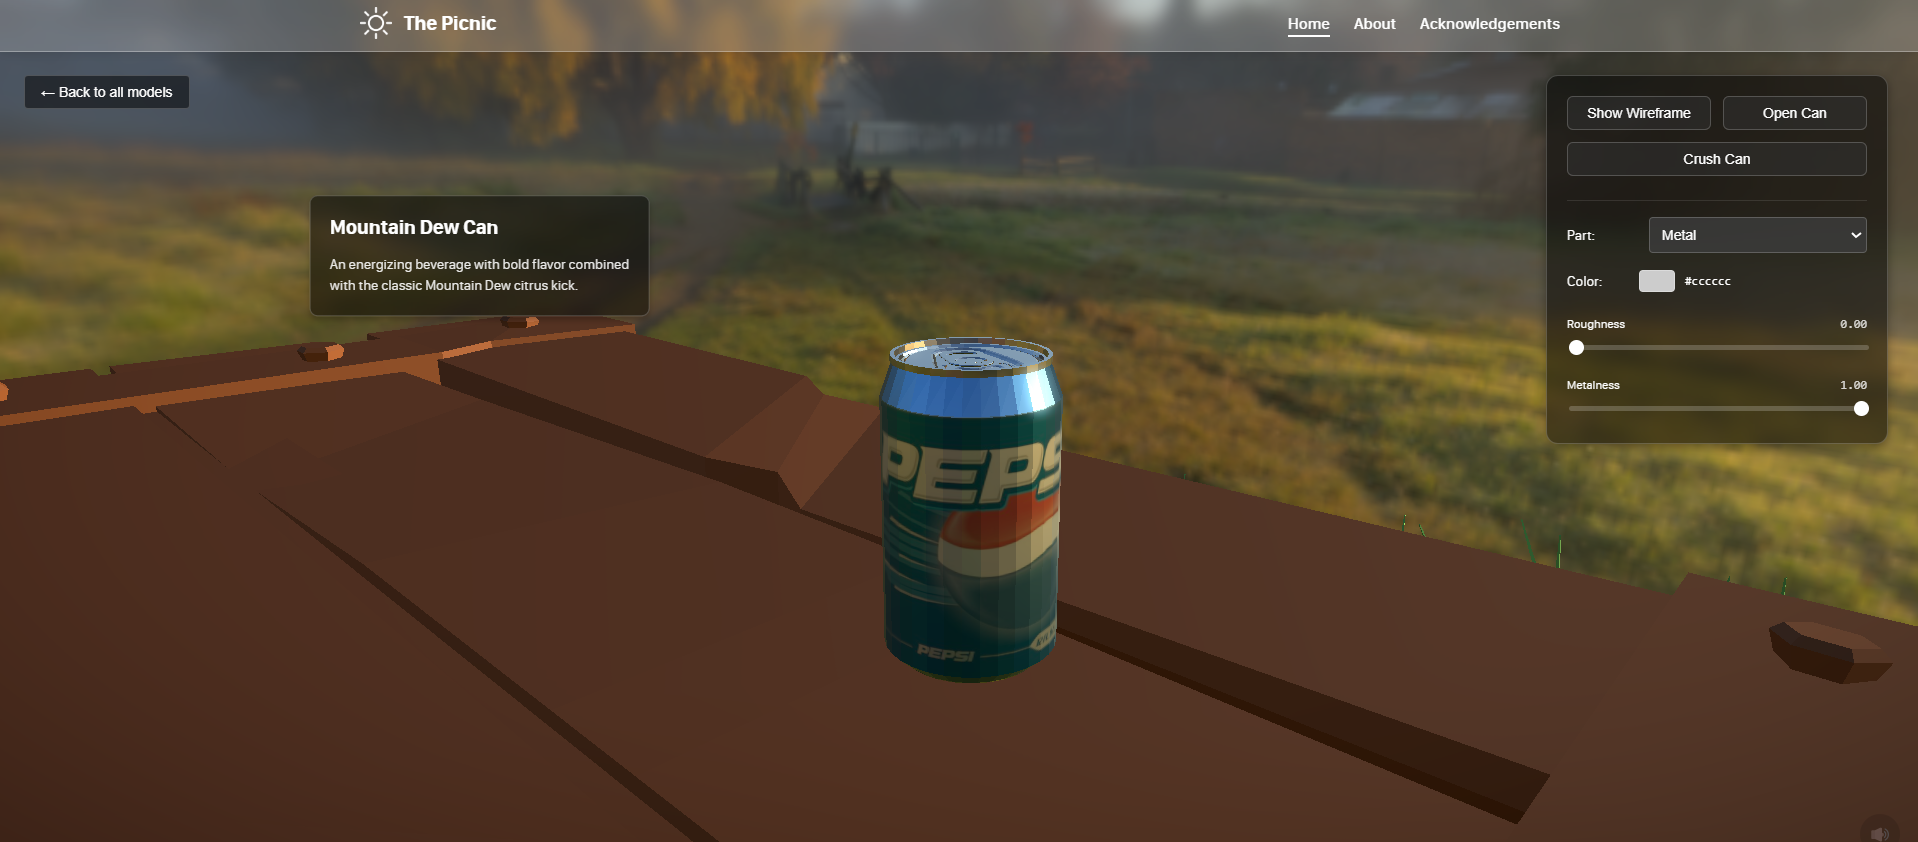 The Picnic
Home About Acknowledgements
← Back to all models
Show Wireframe Open Can
Crush Can
Mountain Dew Can
An energizing beverage with bold flavor combined
with the classic Mountain Dew citrus kick.
Part: Metal
Color: #cccccc
Roughness 0.00
Metalness 1.00
PEPS
PEPSI